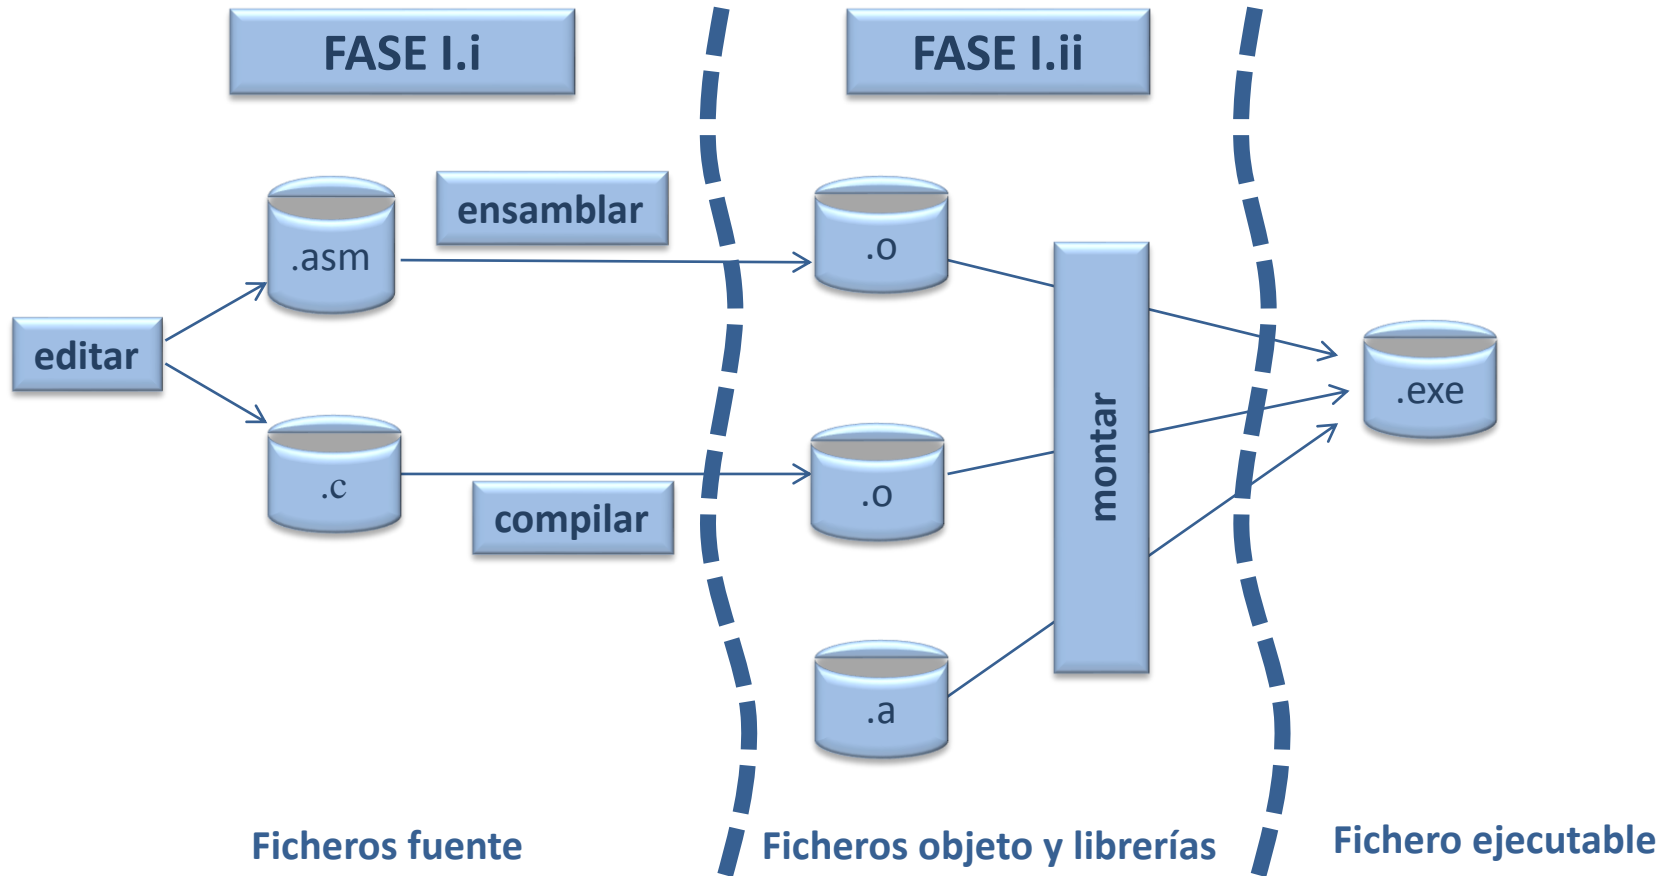 FASE I.i
FASE I.ii
ensamblar
.asm
.o
editar
.exe
montar
.c
.o
compilar
.a
Ficheros fuente
Ficheros objeto y librerías
Fichero ejecutable